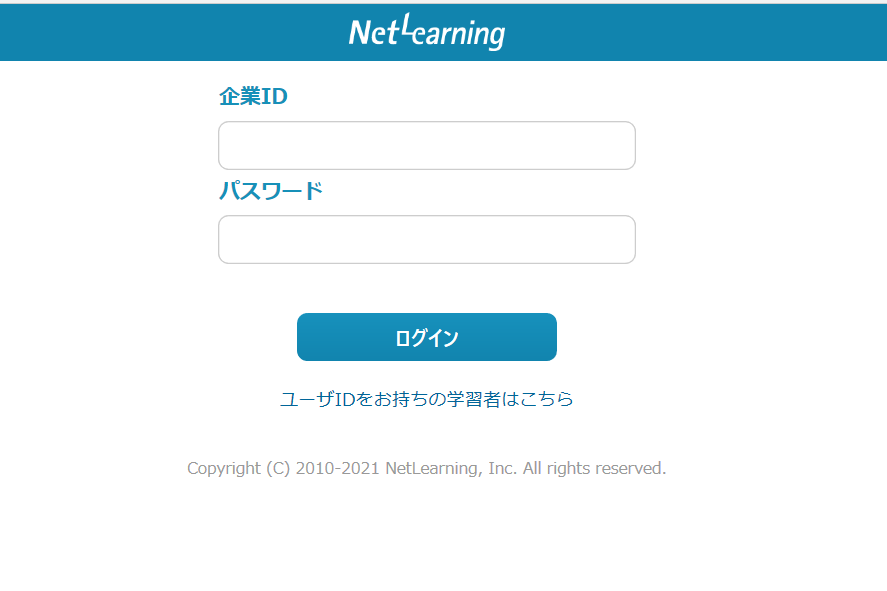 NetLearning
企業ID
パスワード
ログイン
ユーザIDをお持ちの学習者はこちら
Copyright (C) 2010-2021 NetLearning, Inc. All rights reserved.